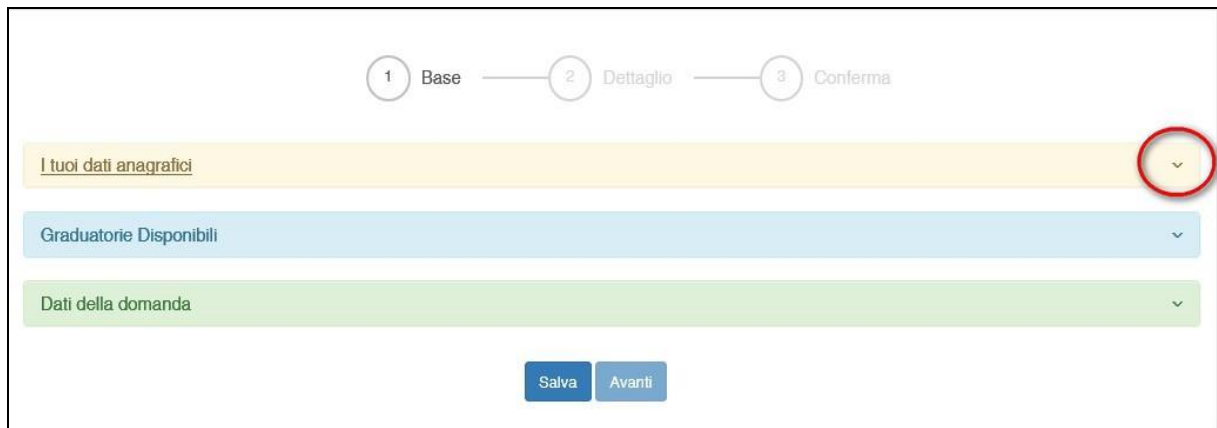 1 Base 2 Dettaglio 3 Conferma
I tuoi dati anagrafici
Graduatorie Disponibili
Dati della domanda
Salva Avanti